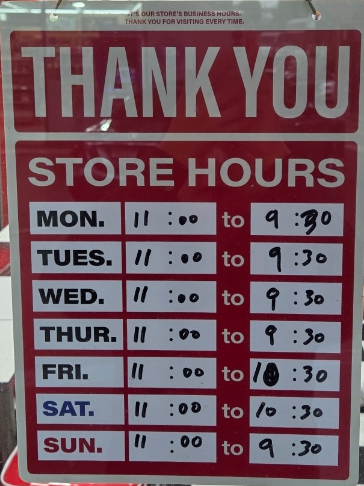 IT'S OUR STORE'S BUSINESS HOURS.
THANK YOU FOR VISITING EVERY TIME.
THANK YOU
STORE HOURS
MON. 11 :00 to 9 :30
TUES. 11 :00 to 9 :30
WED. 11 :00 to 9 :30
THUR. 11 :00 to 9 :30
FRI. 11 :00 to 10 :30
SAT. 11 :00 to 10 :30
SUN. 11 :00 to 9 :30